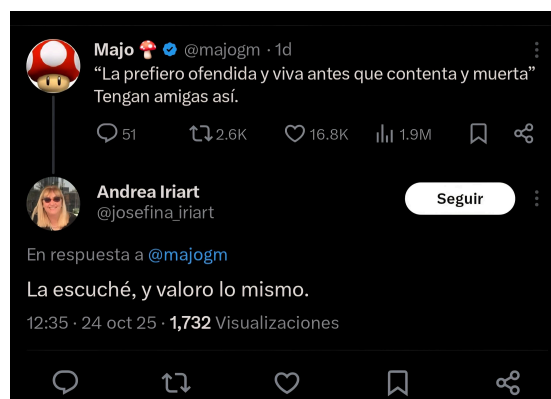 Majo 🍄 @majogm · 1d
“La prefiero ofendida y viva antes que contenta y muerta”
Tengan amigas así.
51 2.6K 16.8K 1.9M
Andrea Iriart
@josefina_iriart
Seguir
En respuesta a @majogm
La escuché, y valoro lo mismo.
12:35 · 24 oct 25 · 1,732 Visualizaciones